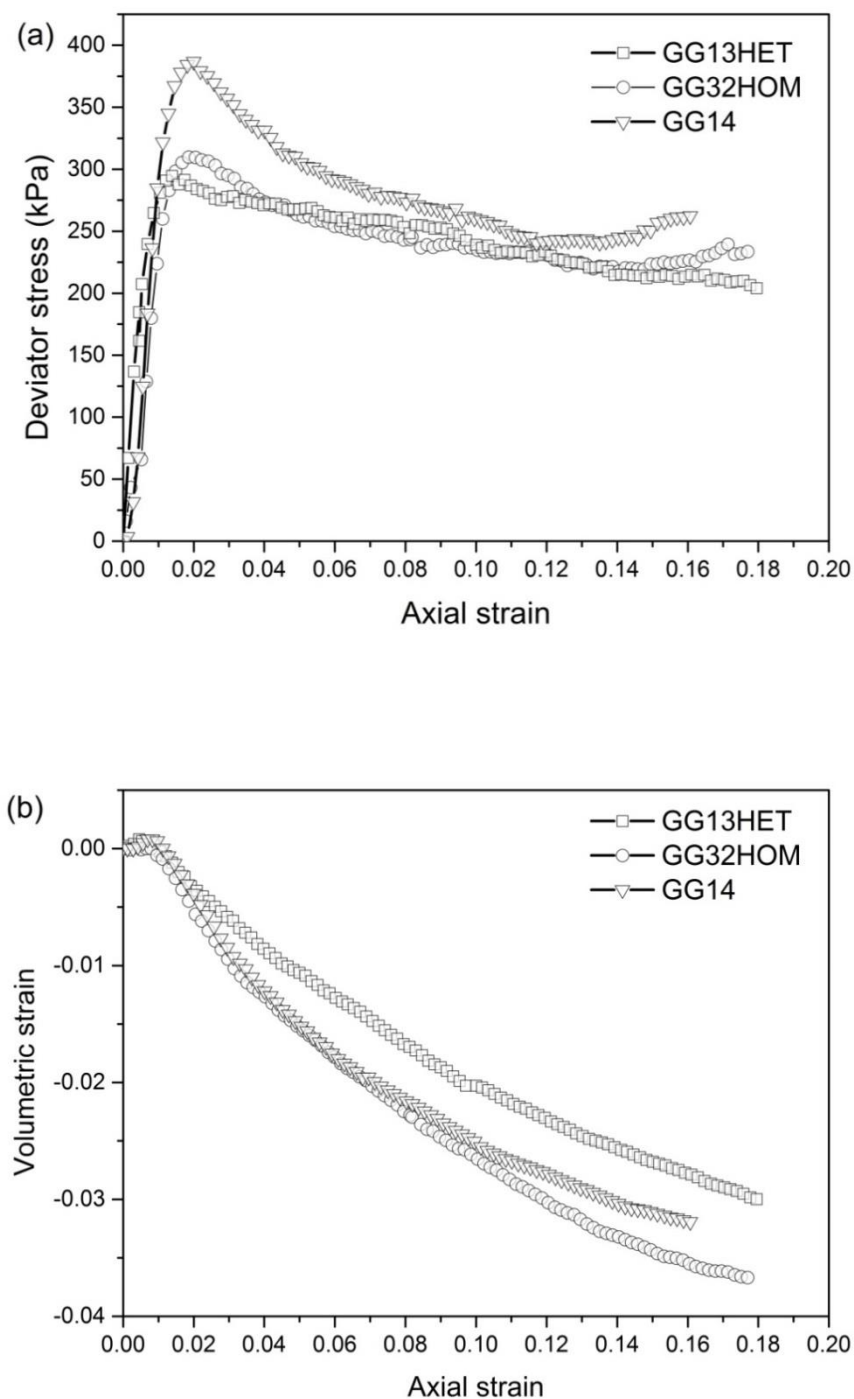 (a)
450
400
350
300
250
200
150
100
50
0
Deviator stress (kPa)
GG13HET
GG32HOM
GG14
0.00 0.02 0.04 0.06 0.08 0.10 0.12 0.14 0.16 0.18 0.20
Axial strain
(b)
0.00
-0.01
-0.02
-0.03
-0.04
Volumetric strain
GG13HET
GG32HOM
GG14
0.00 0.02 0.04 0.06 0.08 0.10 0.12 0.14 0.16 0.18 0.20
Axial strain